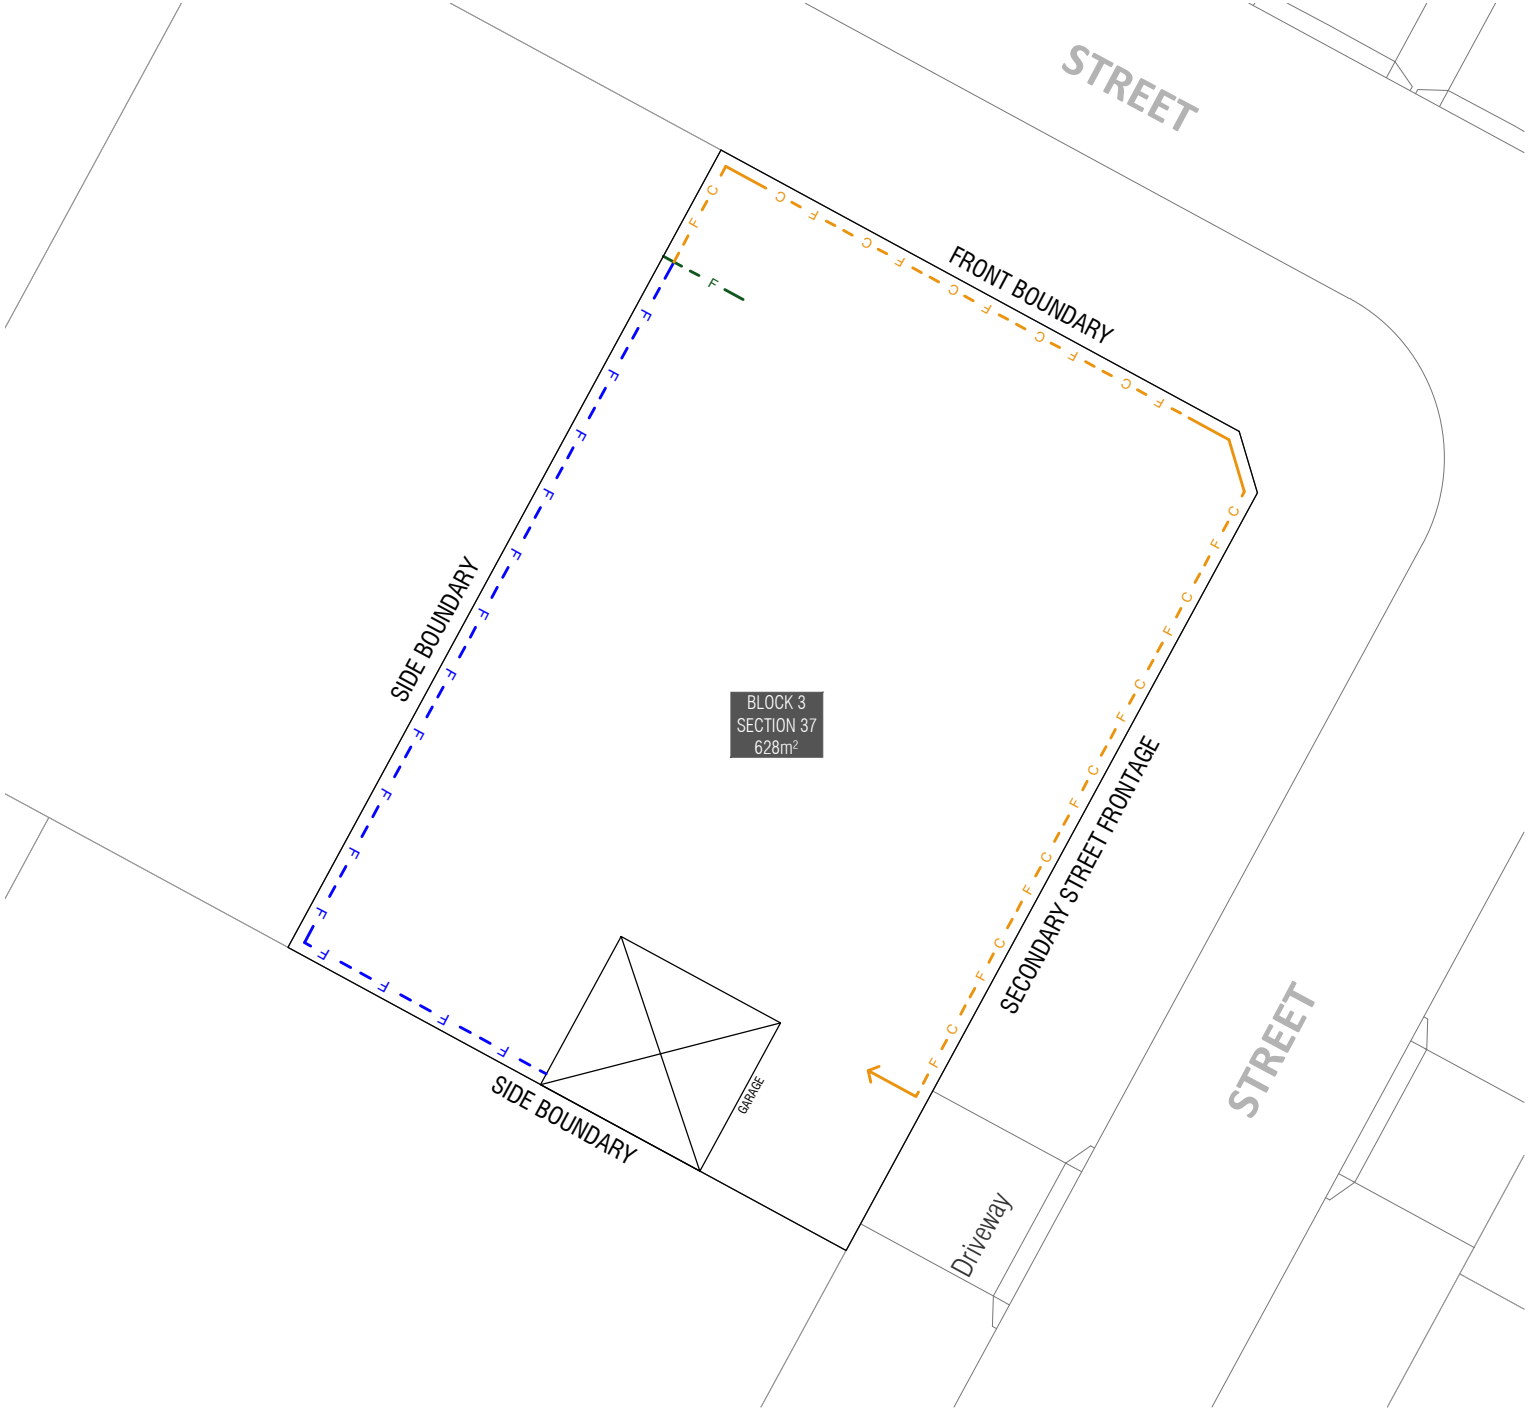 STREET
FRONT BOUNDARY
C F C F C F C F C F
C F
F
F F F F F F F F F F F
SIDE BOUNDARY
BLOCK 3
SECTION 37
628m²
C F C F C F C F C F C F C F
SECONDARY STREET FRONTAGE
F F F F
SIDE BOUNDARY
GARAGE
STREET
Driveway